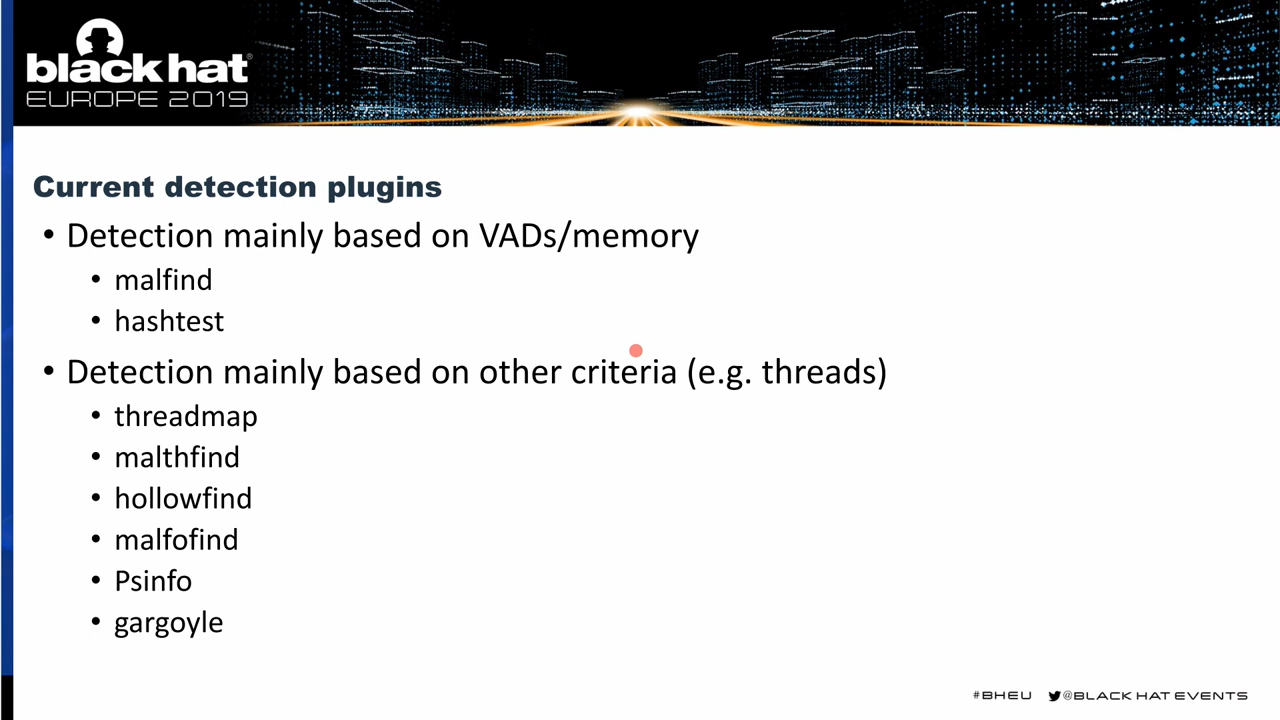 black hat®
EUROPE 2019
Current detection plugins
• Detection mainly based on VADs/memory
• malfind
• hashtest
• Detection mainly based on other criteria (e.g. threads)
• threadmap
• malthfind
• hollowfind
• malfofind
• Psinfo
• gargoyle
#BHEU @BLACK HAT EVENTS